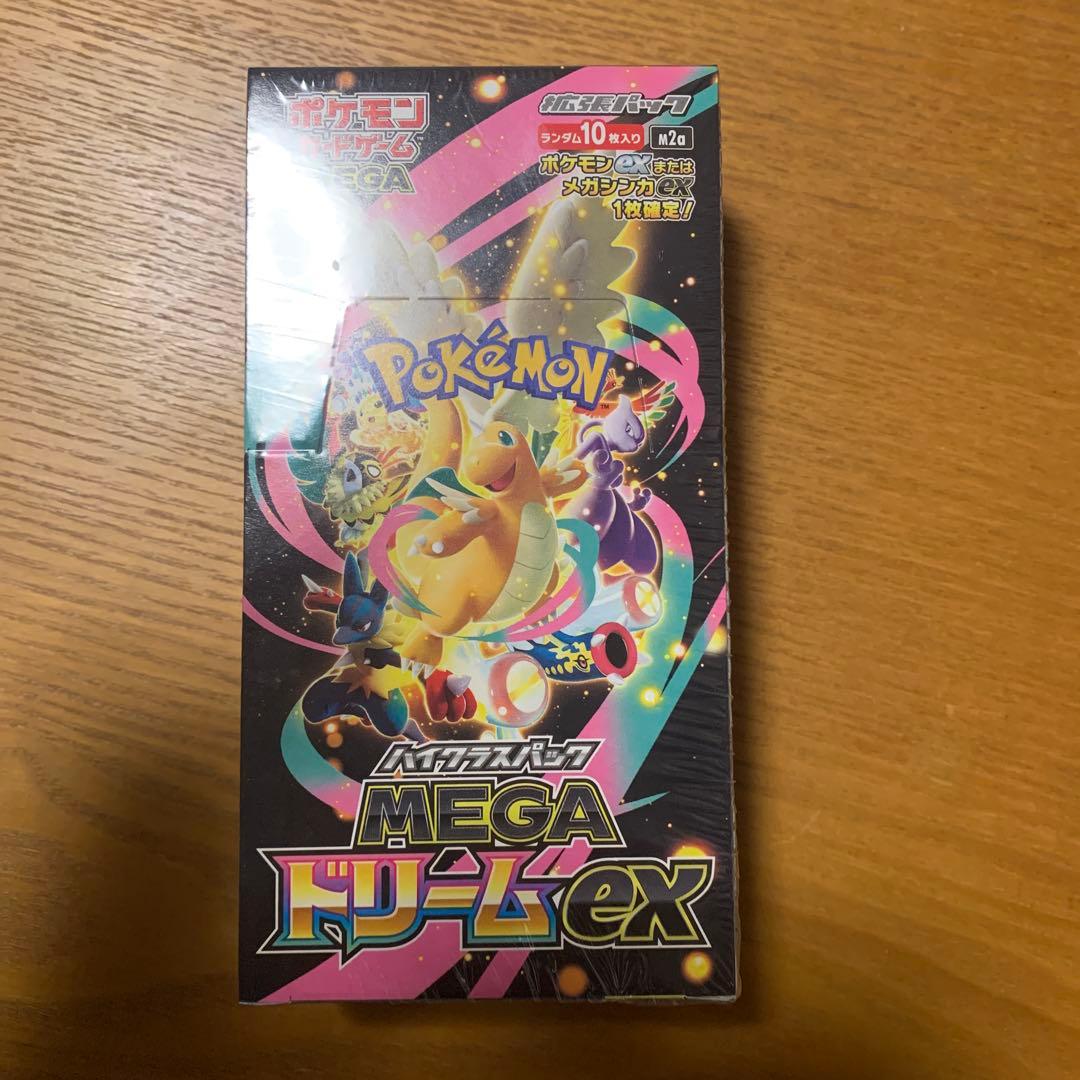 ポケモン
カードゲーム
MEGA
拡張パック
ランダム10枚入り M2a
ポケモンexまたは
メガシンカex
1枚確定!
POKéMON
TM
ハイクラスパック
MEGA
ドリームex